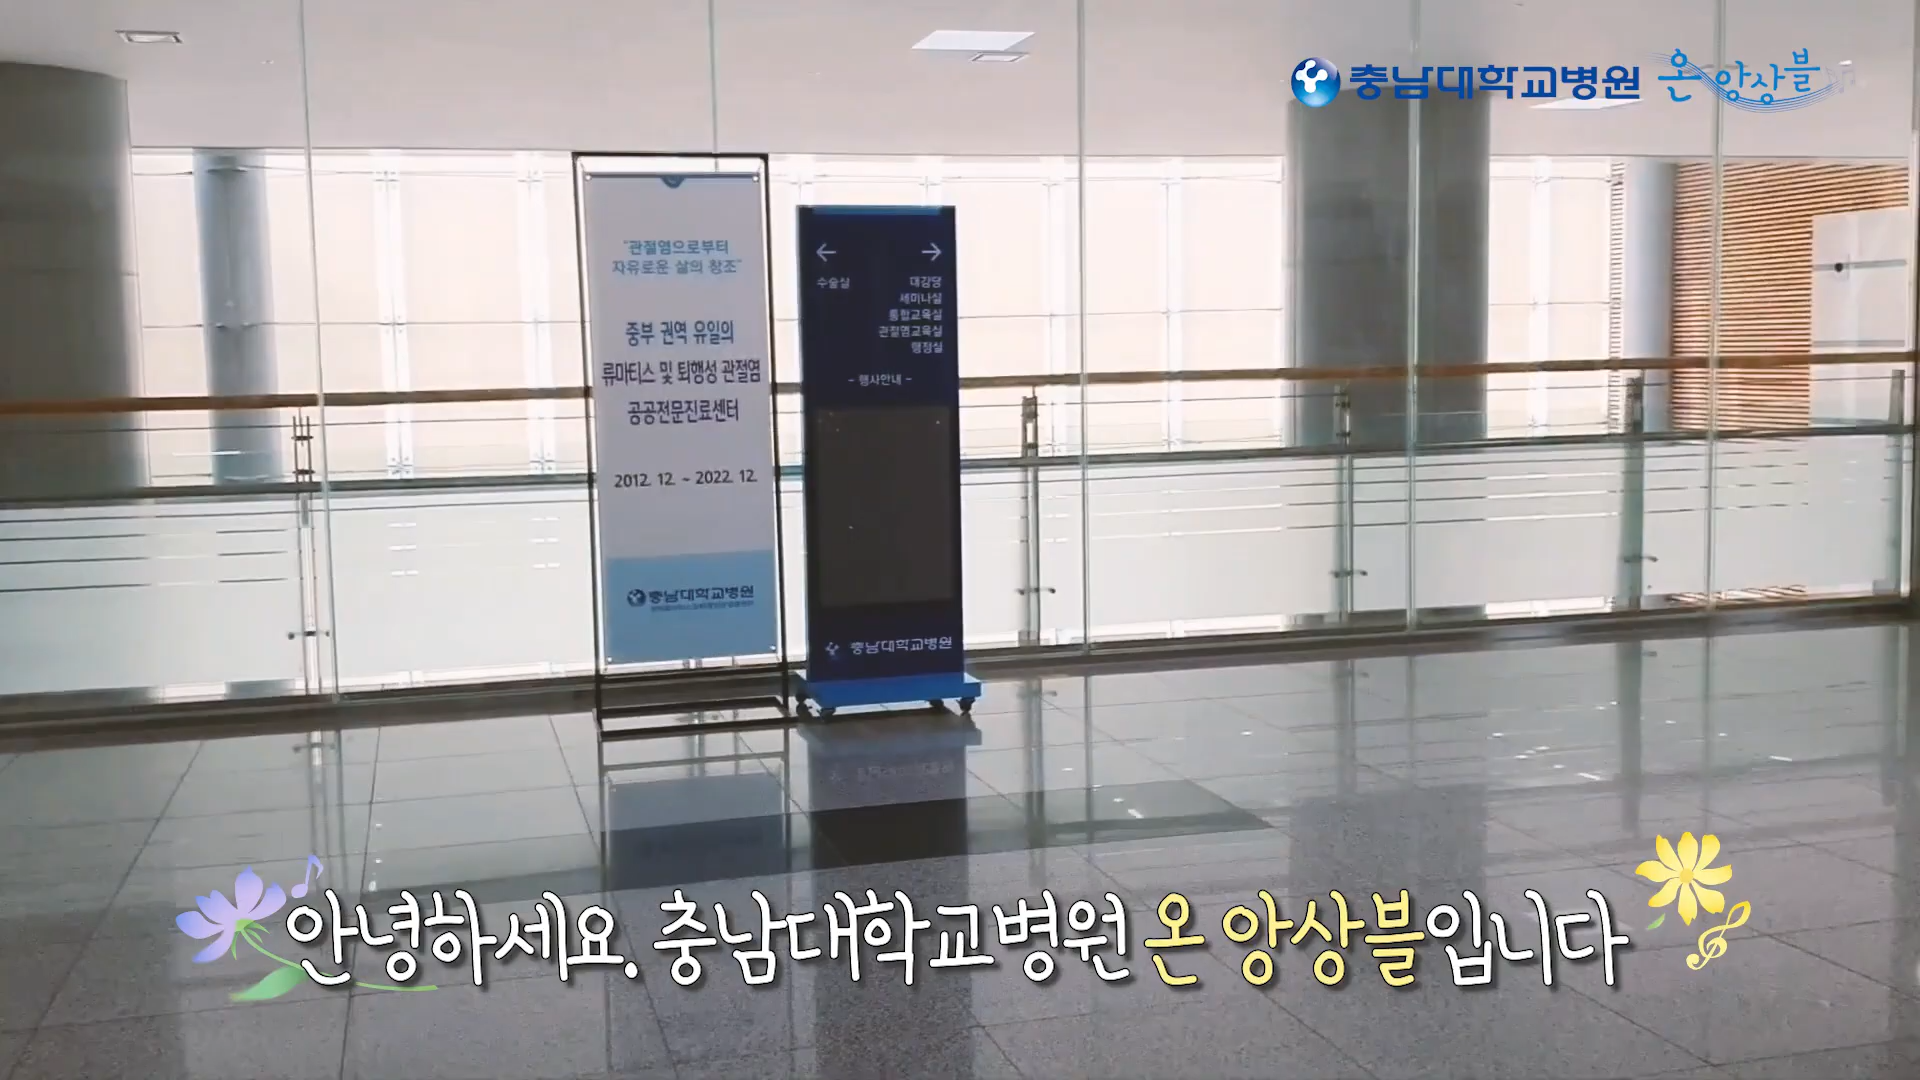 충남대학교병원 온 앙상블
"관절염으로부터
자유로운 삶의 창조"
중부 권역 유일의
류마티스 및 퇴행성 관절염
공공전문진료센터
2012. 12. ~ 2022. 12.
충남대학교병원
수술실
대강당
세미나실
통합교육실
관절염교육실
행정실
- 행사안내 -
충남대학교병원
안녕하세요. 충남대학교병원 온 앙상블입니다